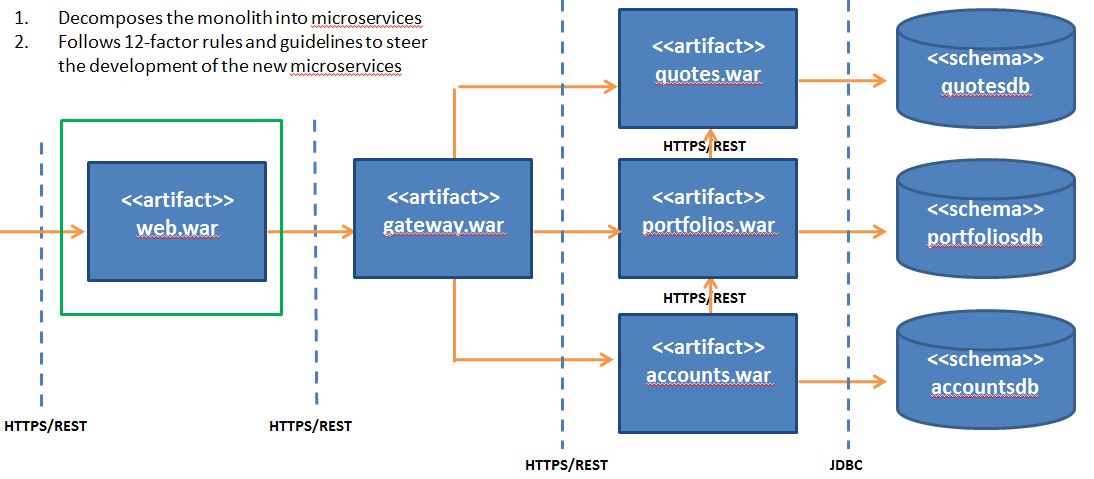 1. Decomposes the monolith into microservices
2. Follows 12-factor rules and guidelines to steer
the development of the new microservices
<<artifact>>
quotes.war
<<schema>>
quotesdb
HTTPS/REST
<<artifact>>
web.war
<<artifact>>
gateway.war
<<artifact>>
portfolios.war
<<schema>>
portfoliosdb
HTTPS/REST
<<artifact>>
accounts.war
<<schema>>
accountsdb
HTTPS/REST
HTTPS/REST
HTTPS/REST
JDBC